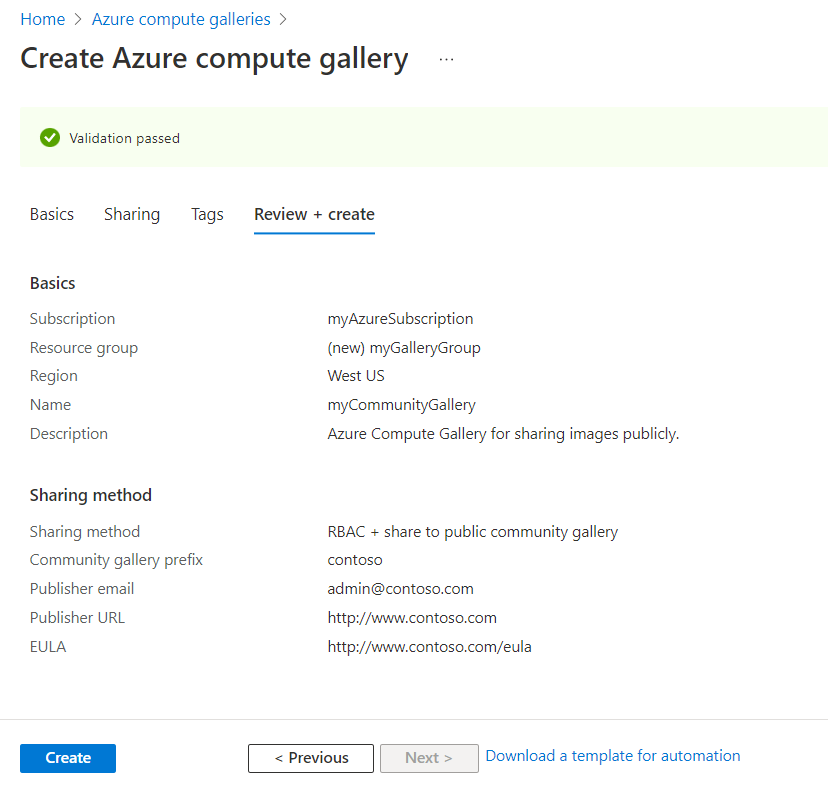 Home > Azure compute galleries >
Create Azure compute gallery ...
Validation passed
Basics Sharing Tags Review + create
Basics
Subscription myAzureSubscription
Resource group (new) myGalleryGroup
Region West US
Name myCommunityGallery
Description Azure Compute Gallery for sharing images publicly.
Sharing method
Sharing method RBAC + share to public community gallery
Community gallery prefix contoso
Publisher email admin@contoso.com
Publisher URL http://www.contoso.com
EULA http://www.contoso.com/eula
Create < Previous Next > Download a template for automation